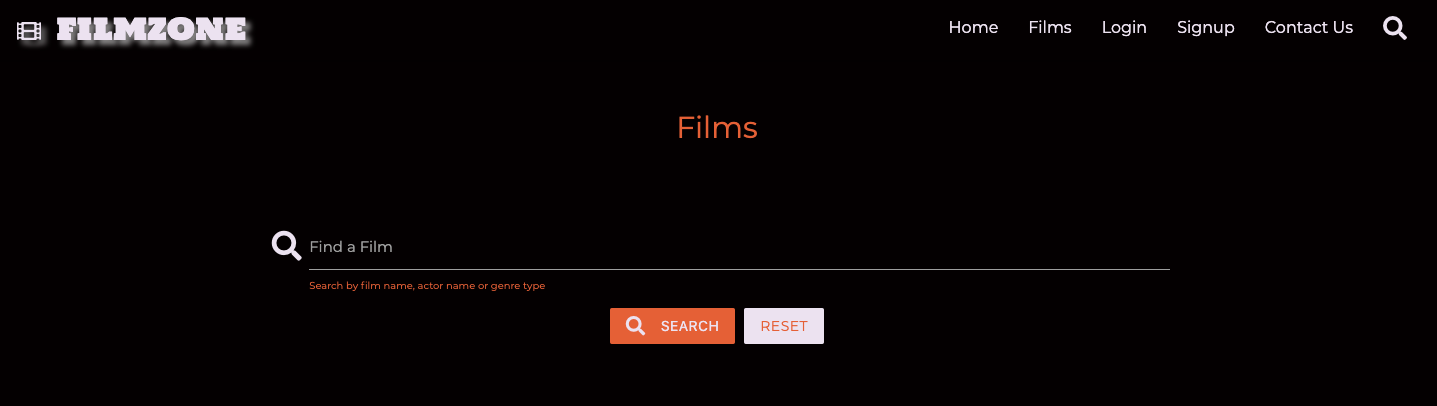 FILMZONE
Home Films Login Signup Contact Us
Films
Find a Film
Search by film name, actor name or genre type
SEARCH RESET